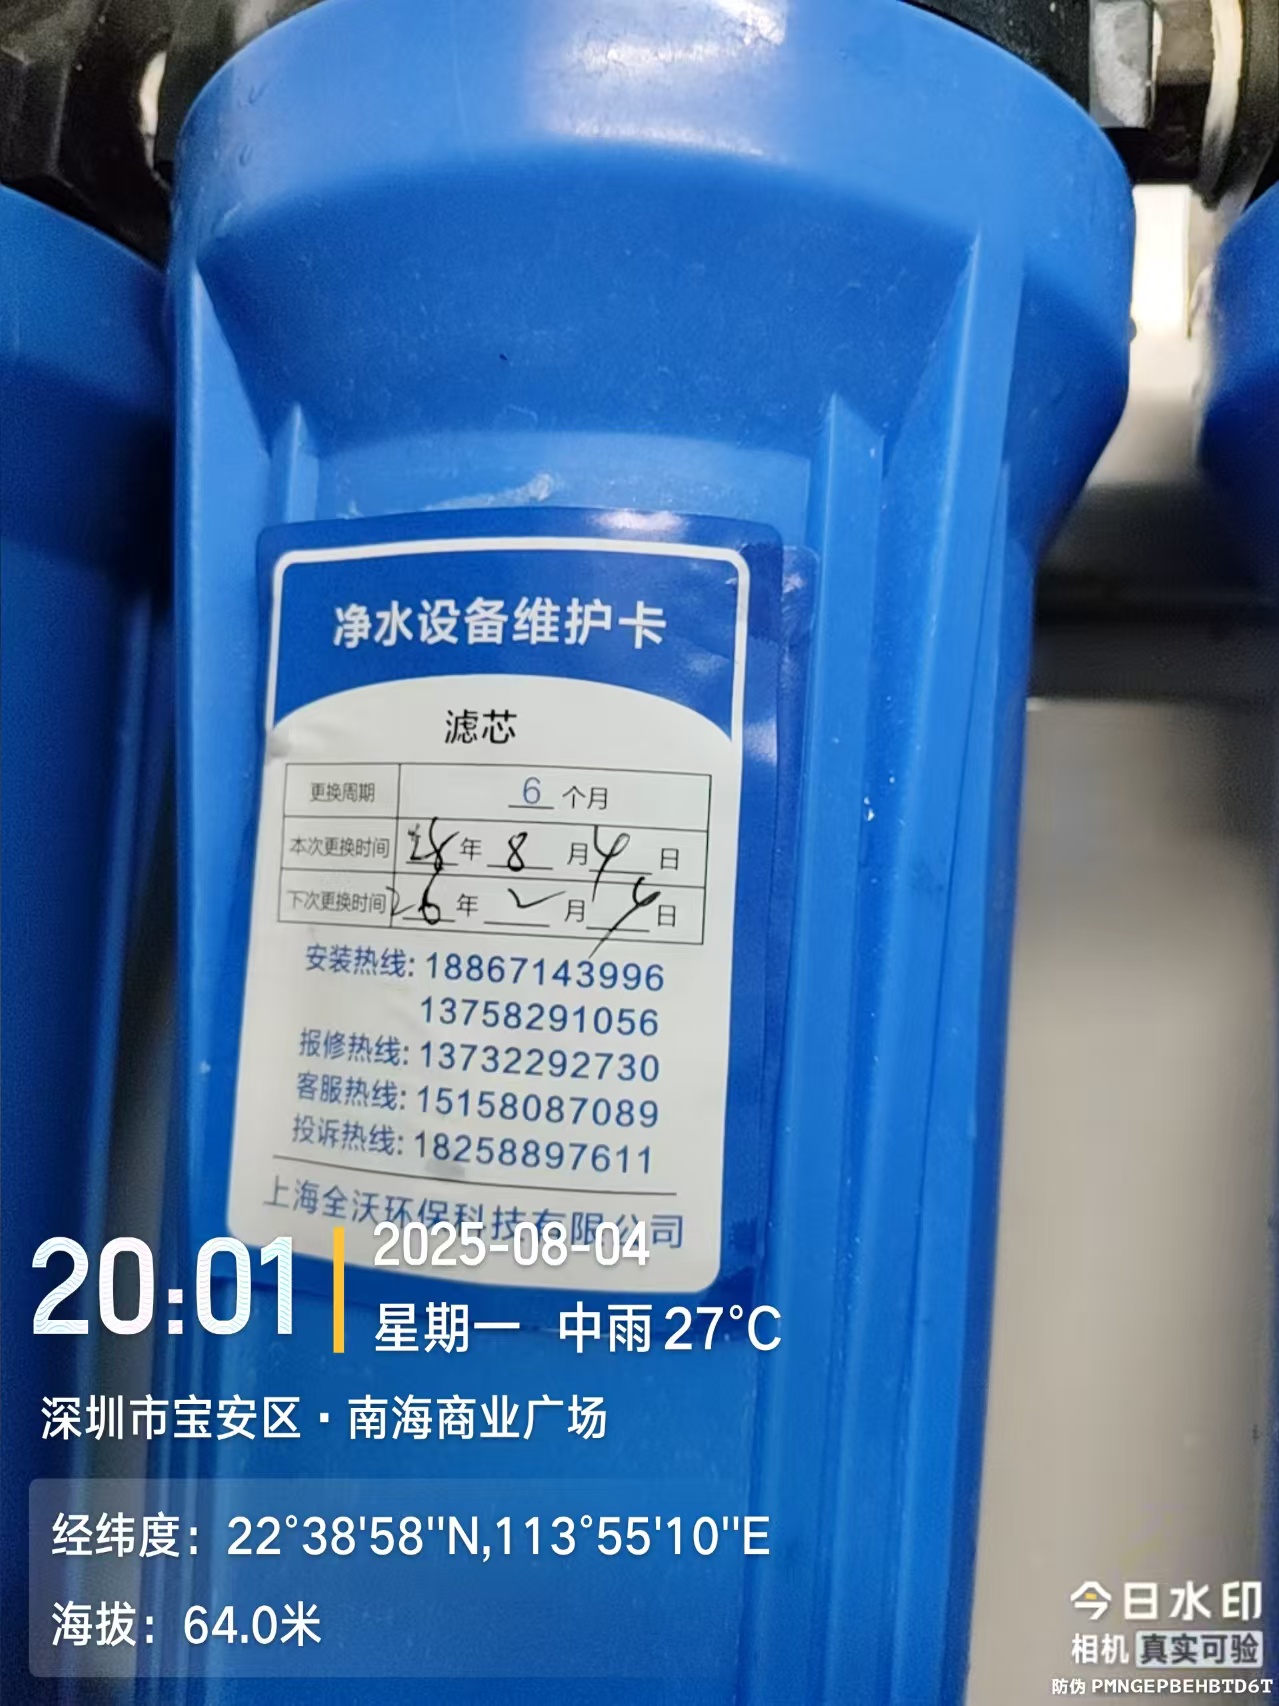 净水设备维护卡
滤芯
更换周期 6 个月
本次更换时间 25年 8 月 4 日
下次更换时间 26年 2 月 4 日
安装热线: 18867143996
13758291056
报修热线: 13732292730
客服热线: 15158087089
投诉热线: 18258897611
上海全沃环保科技有限公司
20:01
2025-08-04
星期一 中雨 27°C
深圳市宝安区·南海商业广场
经纬度: 22°38'58"N,113°55'10"E
海拔: 64.0米
今日水印
相机 真实可验
防伪 PMNGEPBEHBTD6T